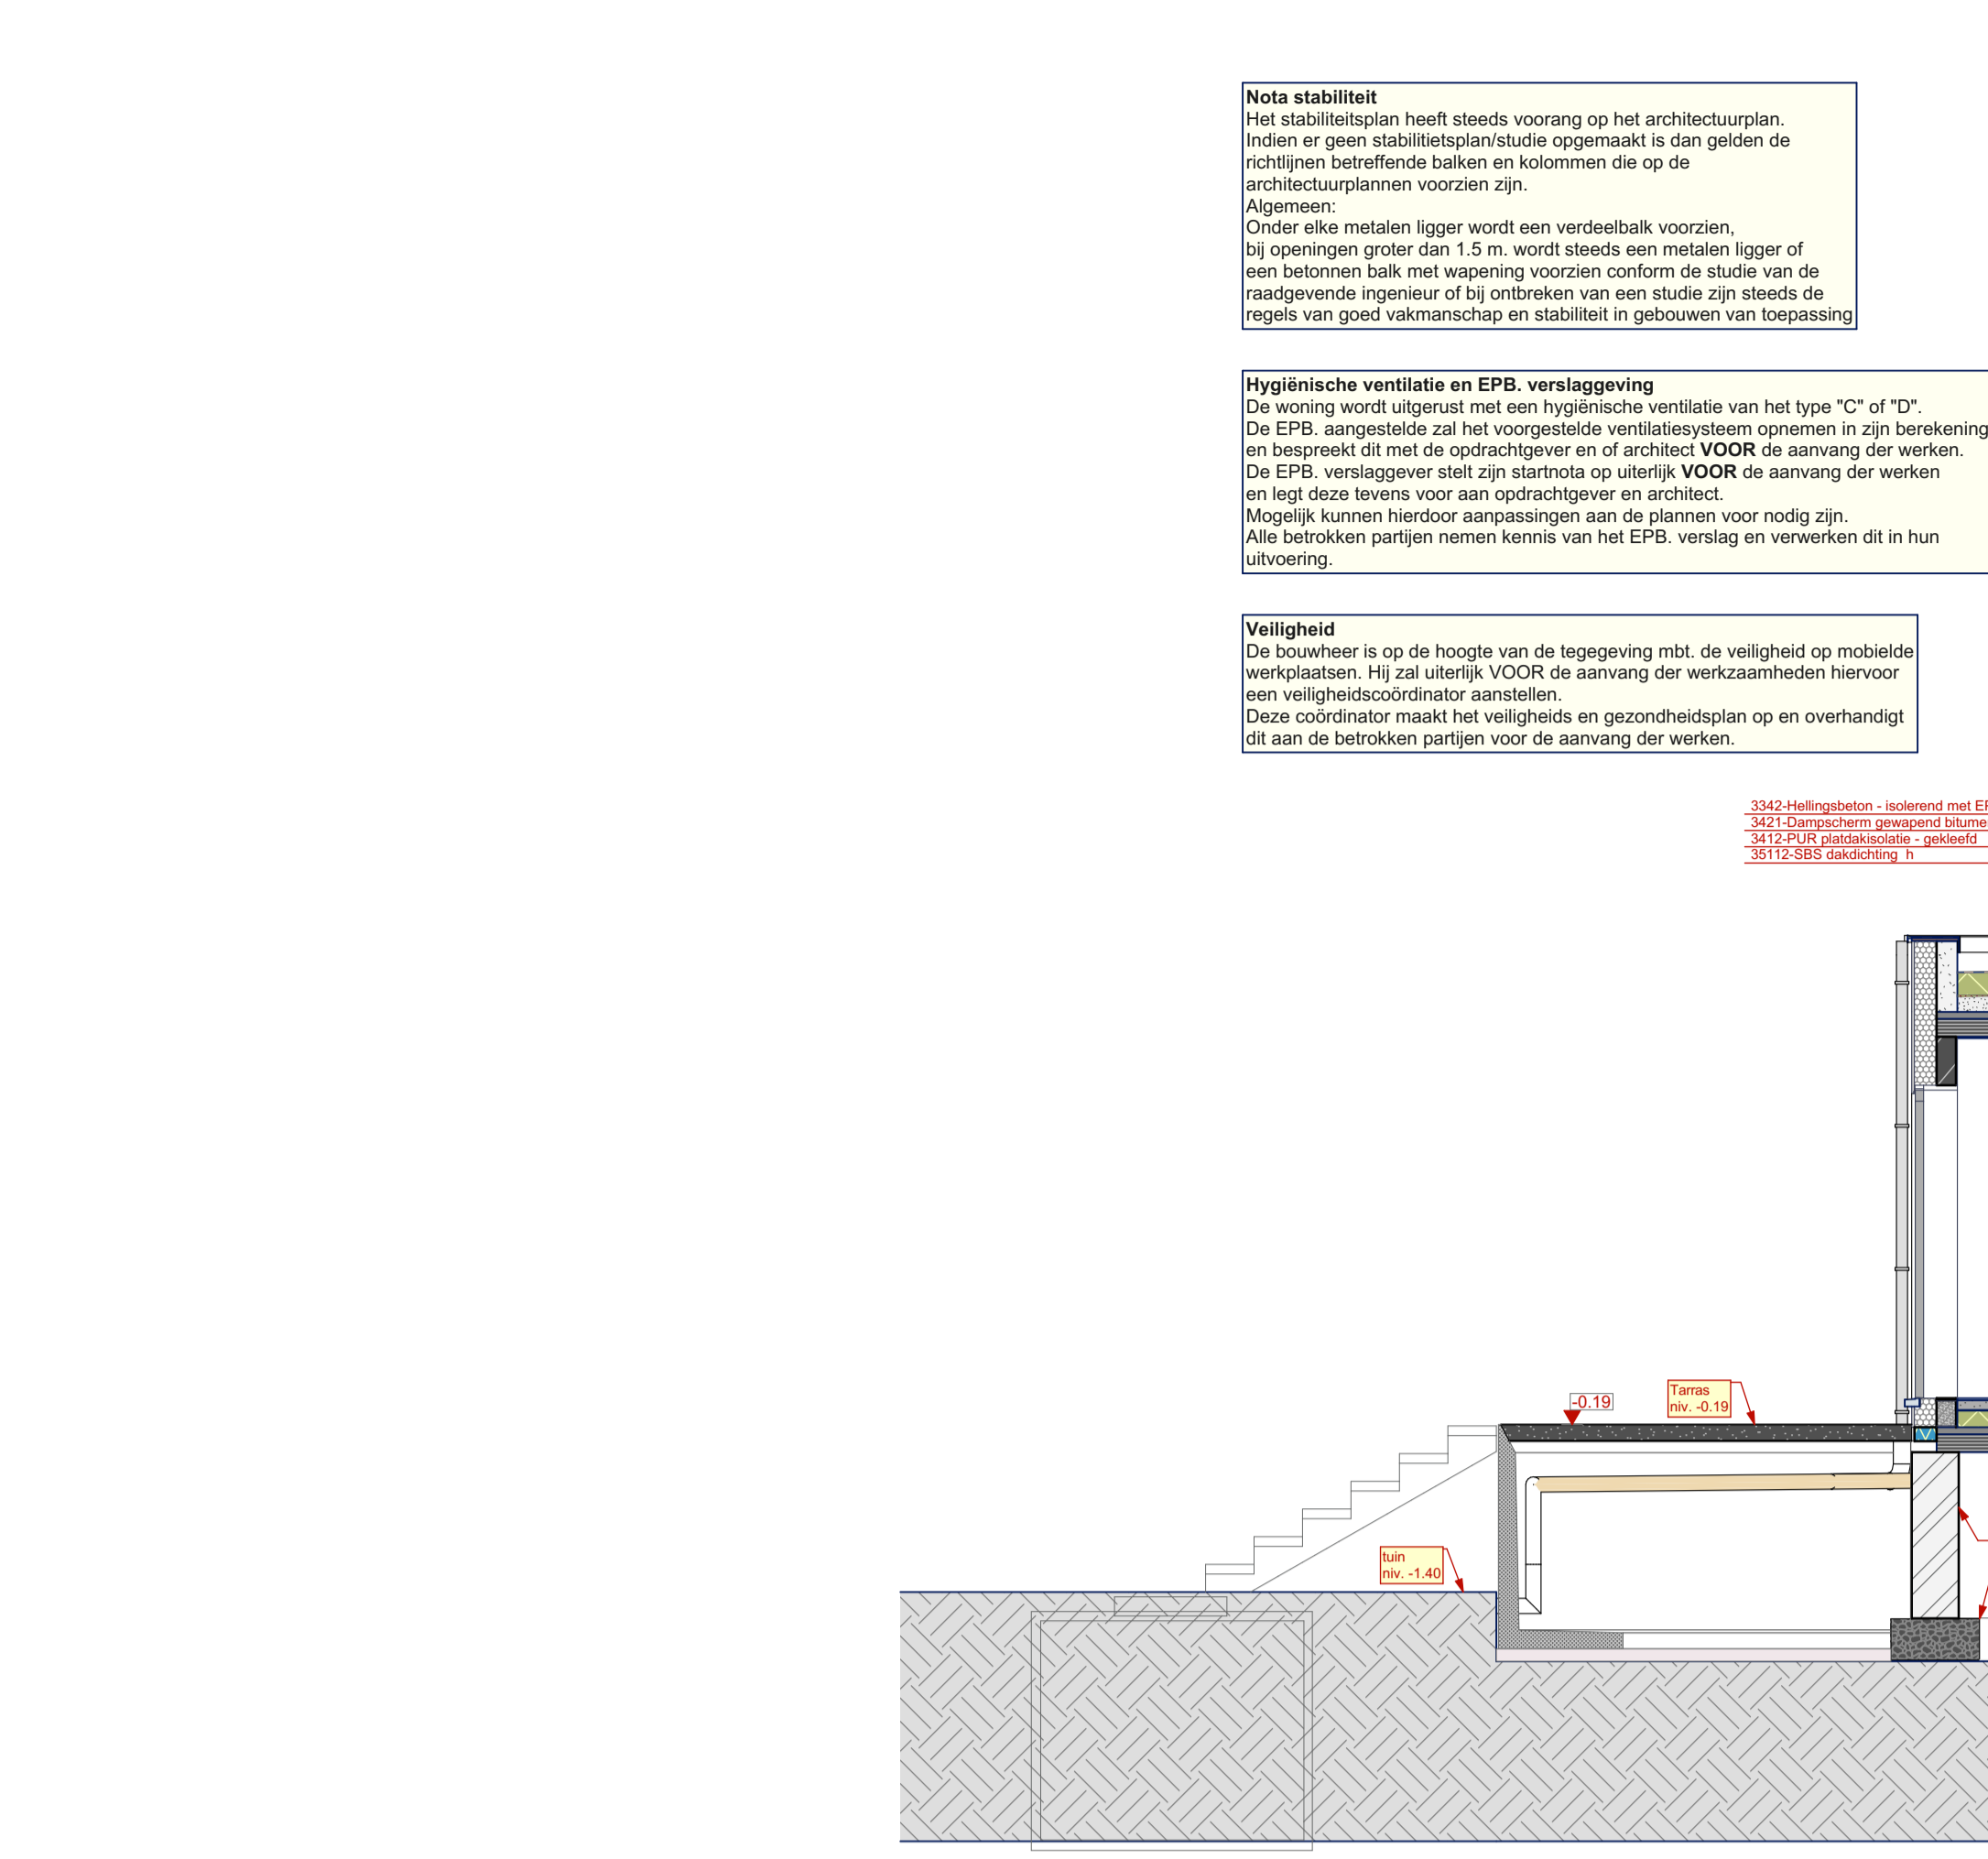 Nota stabiliteit
Het stabiliteitsplan heeft steeds voorang op het architectuurplan.
Indien er geen stabilitietsplan/studie opgemaakt is dan gelden de
richtlijnen betreffende balken en kolommen die op de
architectuurplannen voorzien zijn.
Algemeen:
Onder elke metalen ligger wordt een verdeelbalk voorzien,
bij openingen groter dan 1.5 m. wordt steeds een metalen ligger of
een betonnen balk met wapening voorzien conform de studie van de
raadgevende ingenieur of bij ontbreken van een studie zijn steeds de
regels van goed vakmanschap en stabiliteit in gebouwen van toepassing
Hygiënische ventilatie en EPB. verslaggeving
De woning wordt uitgerust met een hygiënische ventilatie van het type "C" of "D".
De EPB. aangestelde zal het voorgestelde ventilatiesysteem opnemen in zijn berekening
en bespreekt dit met de opdrachtgever en of architect VOOR de aanvang der werken.
De EPB. verslaggever stelt zijn startnota op uiterlijk VOOR de aanvang der werken
en legt deze tevens voor aan opdrachtgever en architect.
Mogelijk kunnen hierdoor aanpassingen aan de plannen voor nodig zijn.
Alle betrokken partijen nemen kennis van het EPB. verslag en verwerken dit in hun
uitvoering.
Veiligheid
De bouwheer is op de hoogte van de tegegeving mbt. de veiligheid op mobielde
werkplaatsen. Hij zal uiterlijk VOOR de aanvang der werkzaamheden hiervoor
een veiligheidscoördinator aanstellen.
Deze coördinator maakt het veiligheids en gezondheidsplan op en overhandigt
dit aan de betrokken partijen voor de aanvang der werken.
3342-Hellingsbeton - isolerend met
3421-Dampscherm gewapend bitume
3412-PUR platdakisolatie - gekleefd
35112-SBS dakdichting h
-0.19
Tarras
niv. -0.19
tuin
niv. -1.40